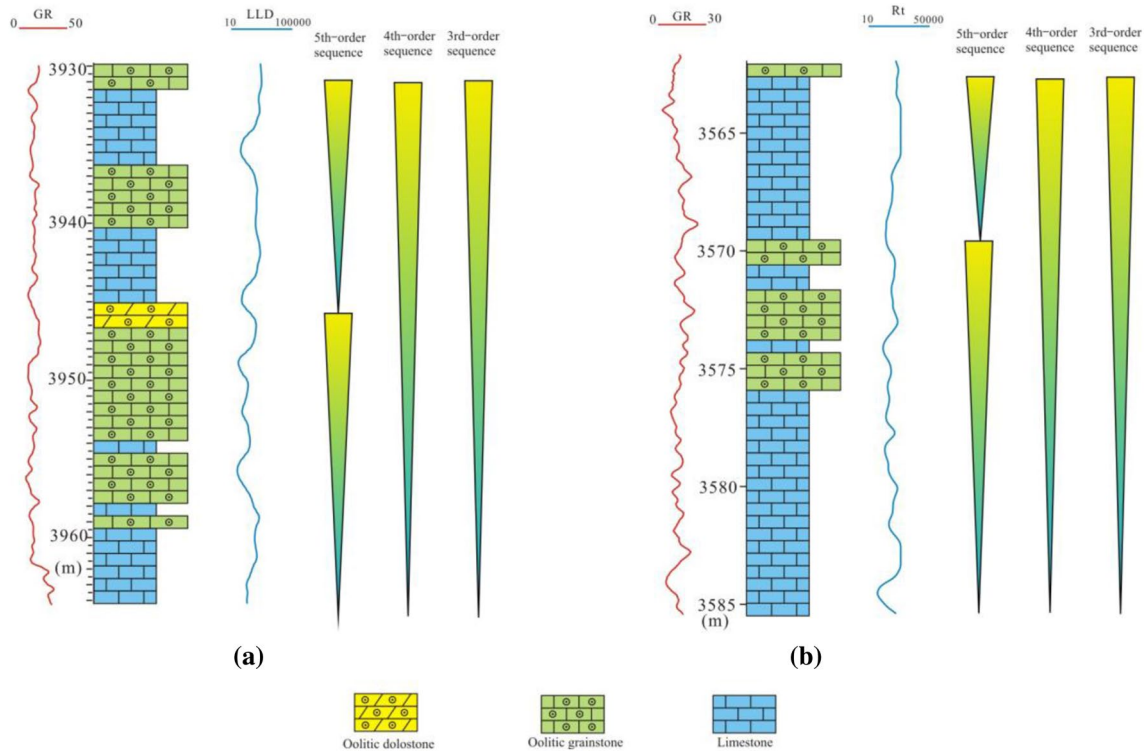 GR
0 50
LLD
10 100000
5th-order
sequence
4th-order
sequence
3rd-order
sequence
3930
3940
3950
3960
(m)
(a)
0 GR 30
Rt
10 50000
5th-order
sequence
4th-order
sequence
3rd-order
sequence
3565
3570
3575
3580
3585
(m)
(b)
Oolitic dolostone
Oolitic grainstone
Limestone